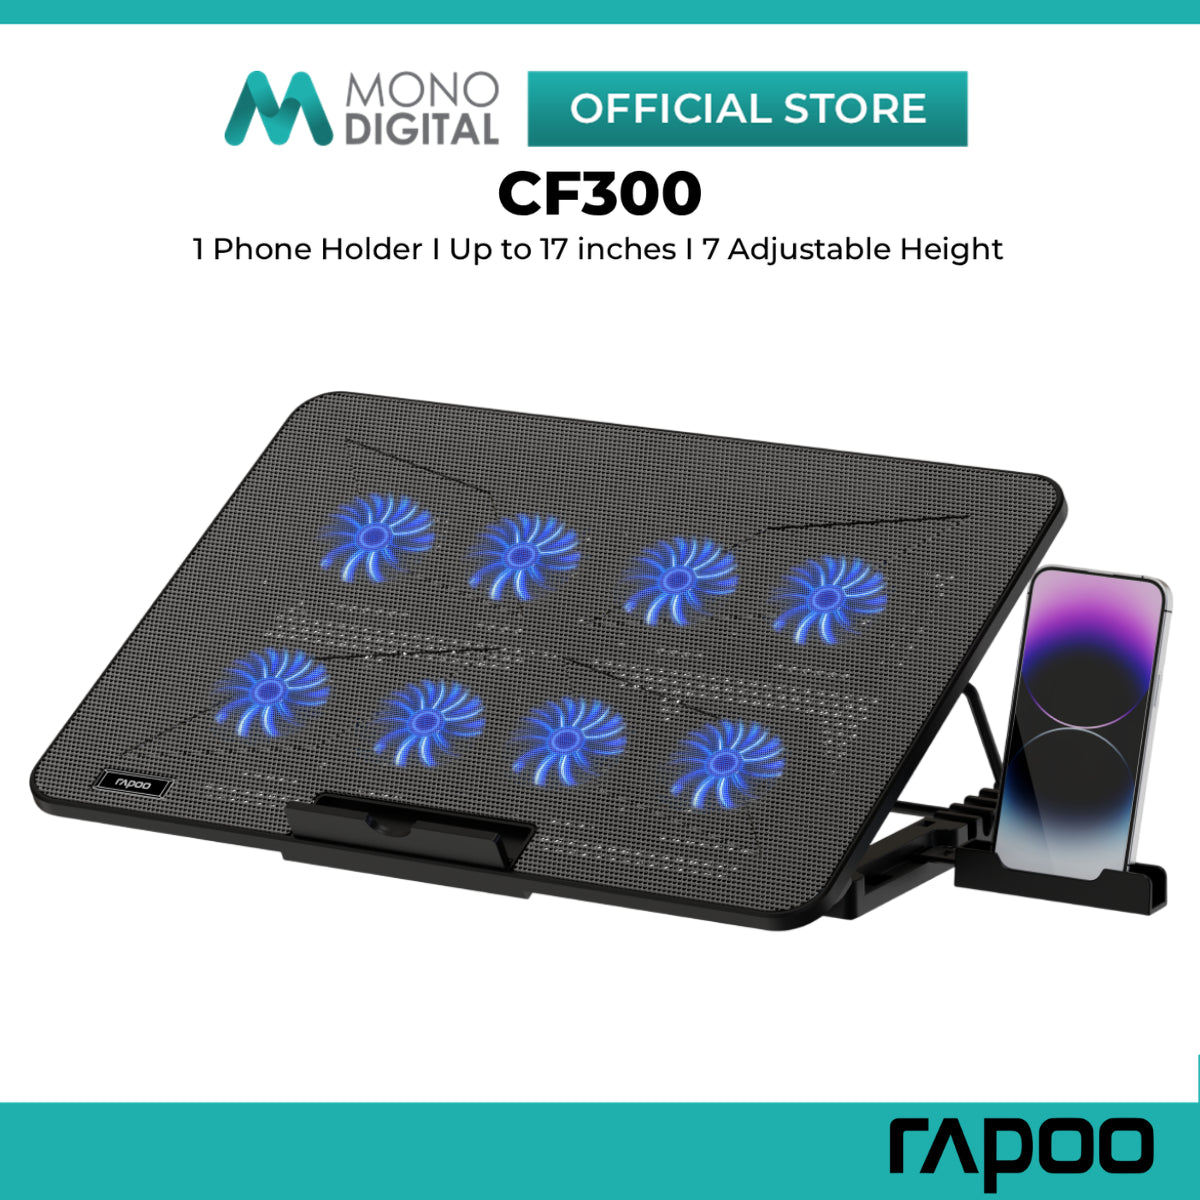 MONO
DIGITAL
OFFICIAL STORE
CF300
1 Phone Holder I Up to 17 inches I 7 Adjustable Height
rapoo
rapoo